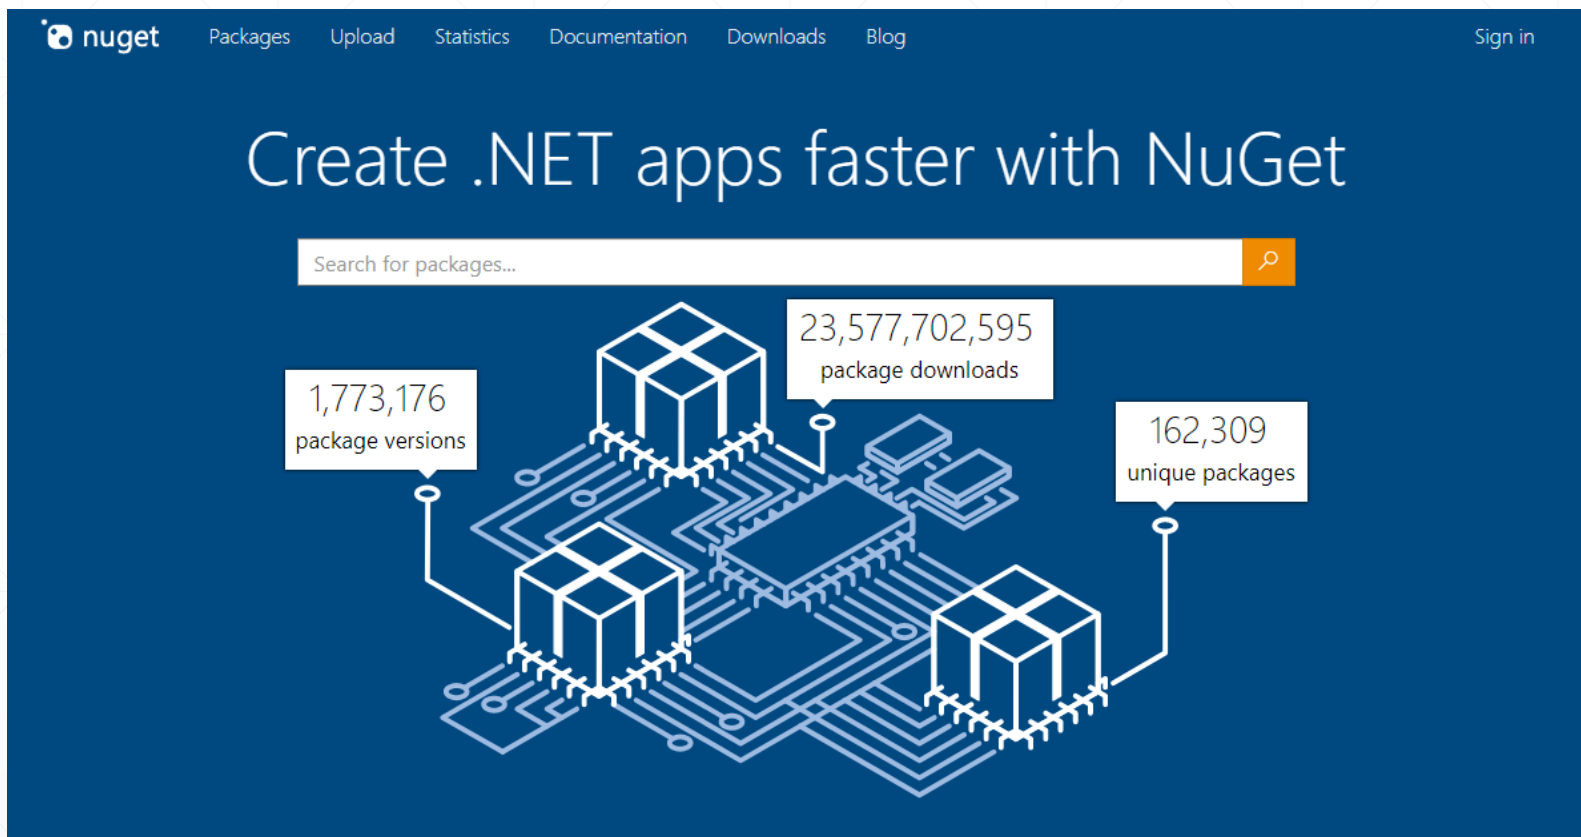 nuget Packages Upload Statistics Documentation Downloads Blog Sign in
Create .NET apps faster with NuGet
Search for packages...
23,577,702,595
package downloads
1,773,176
package versions
162,309
unique packages